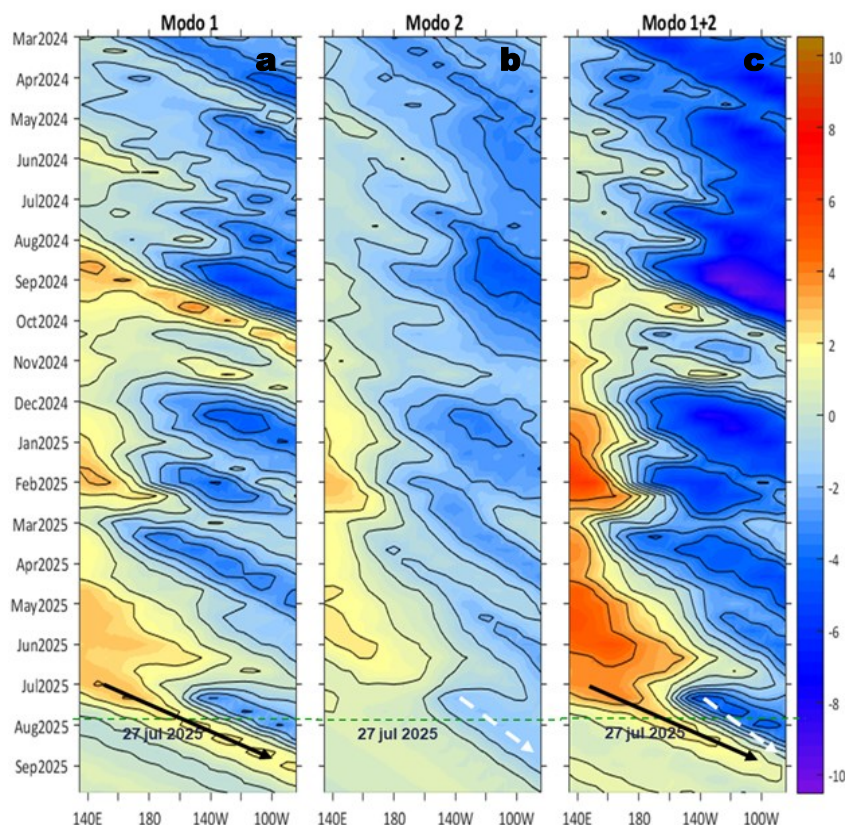 Modo 1 Modo 2 Modo 1+2
a b c
Mar2024
Apr2024
May2024
Jun2024
Jul2024
Aug2024
Sep2024
Oct2024
Nov2024
Dec2024
Jan2025
Feb2025
Mar2025
Apr2025
May2025
Jun2025
Jul2025
Aug2025
Sep2025
27 jul 2025 27 jul 2025 27 jul 2025
140E 180 140W 100W 140E 180 140W 100W 140E 180 140W 100W
10
8
6
4
2
0
-2
-4
-6
-8
-10